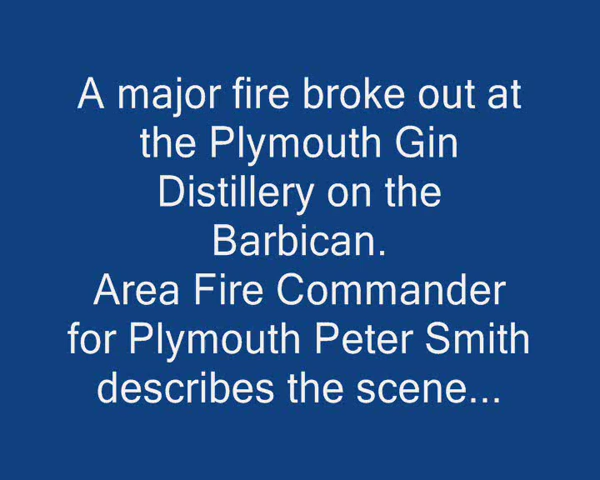 A major fire broke out at
the Plymouth Gin
Distillery on the
Barbican.
Area Fire Commander
for Plymouth Peter Smith
describes the scene...